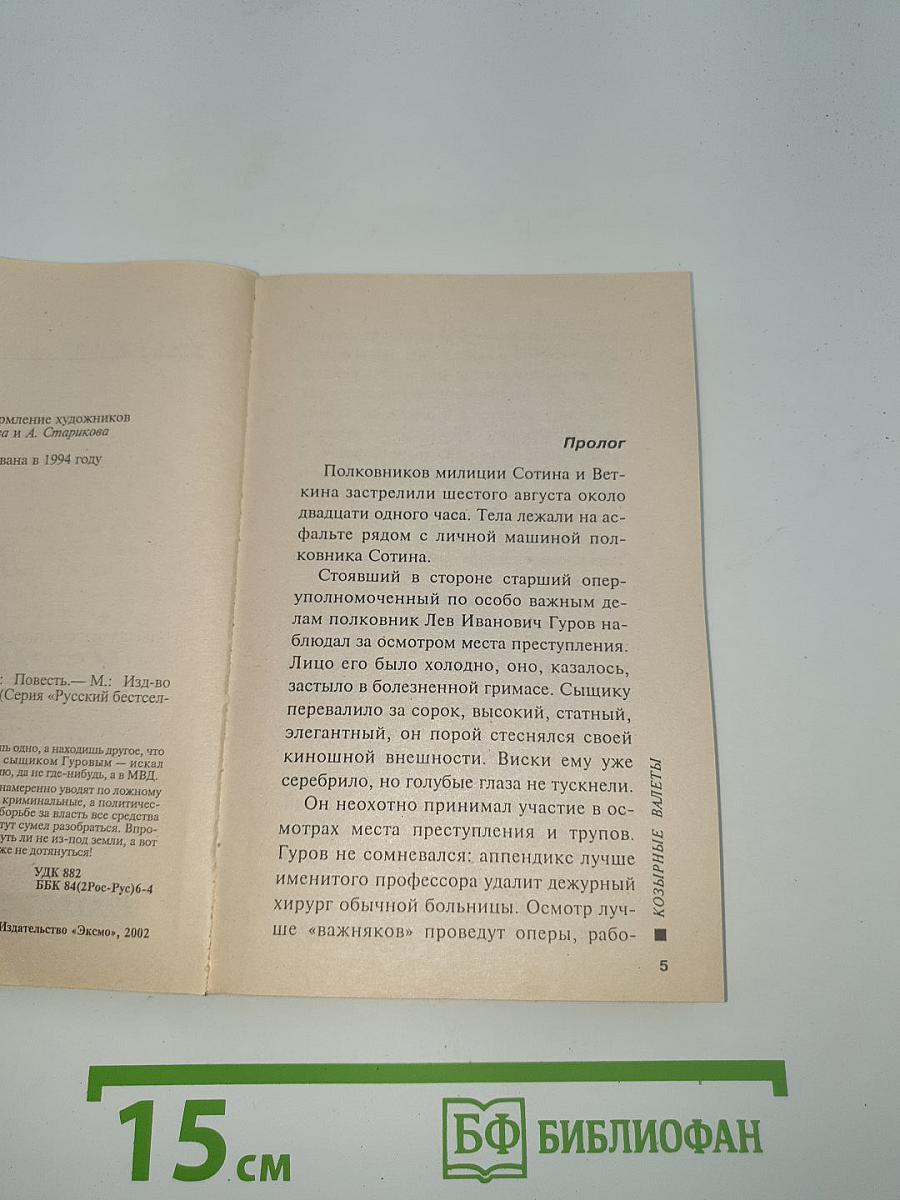 рмление художников
ва и А. Старикова
вана в 1994 году
: Повесть.— М.: Изд-во
(Серия «Русский бестсел-
шь одно, а находишь другое, что
сыщиком Гуровым — искал
ю, да не где-нибудь, а в МВД.
намеренно уводят по ложному
криминальные, а политичес-
борьбе за власть все средства
тут сумел разобраться. Впро-
уть ли не из-под земли, а вот
же не дотянуться!
УДК 882
ББК 84(2Рос-Рус)6-4
Издательство «Эксмо», 2002
Пролог
Полковников милиции Сотина и Вет-
кина застрелили шестого августа около
двадцати одного часа. Тела лежали на ас-
фальте рядом с личной машиной пол-
ковника Сотина.
Стоявший в стороне старший опер-
уполномоченный по особо важным де-
лам полковник Лев Иванович Гуров на-
блюдал за осмотром места преступления.
Лицо его было холодно, оно, казалось,
застыло в болезненной гримасе. Сыщику
перевалило за сорок, высокий, статный,
элегантный, он порой стеснялся своей
киношной внешности. Виски ему уже
серебрило, но голубые глаза не тускнели.
Он неохотно принимал участие в ос-
мотрах места преступления и трупов.
Гуров не сомневался: аппендикс лучше
именитого профессора удалит дежурный
хирург обычной больницы. Осмотр луч-
ше «важняков» проведут оперы, рабо-
КОЗЫРНЫЕ ВАЛЕТЫ
5
15 см
БФ БИБЛИОФАН